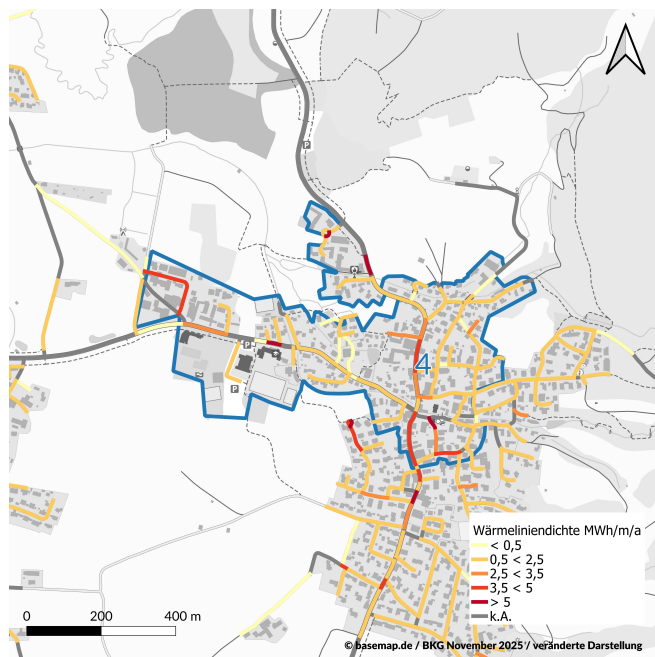 P
4
P
P
Wärmeliniendichte MWh/m/a
< 0,5
0,5 < 2,5
2,5 < 3,5
3,5 < 5
> 5
k.A.
0 200 400 m
© basemap.de / BKG November 2025 / veränderte Darstellung